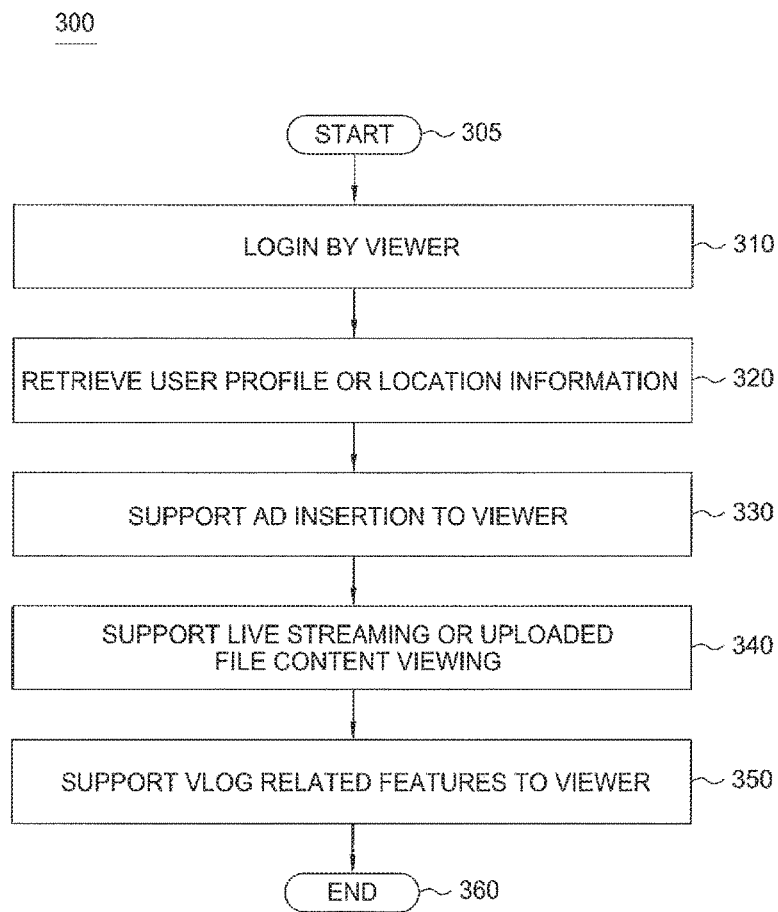 300
START 305
LOGIN BY VIEWER 310
RETRIEVE USER PROFILE OR LOCATION INFORMATION 320
SUPPORT AD INSERTION TO VIEWER 330
SUPPORT LIVE STREAMING OR UPLOADED
FILE CONTENT VIEWING 340
SUPPORT VLOG RELATED FEATURES TO VIEWER 350
END 360